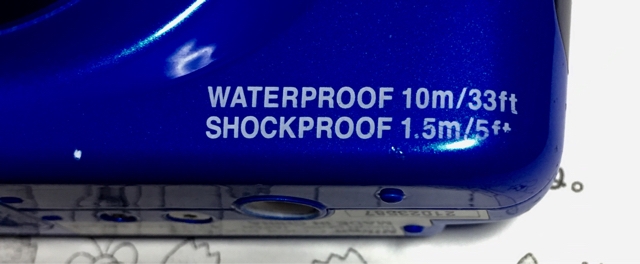 WATERPROOF 10m/33ft
SHOCKPROOF 1.5m/5ft